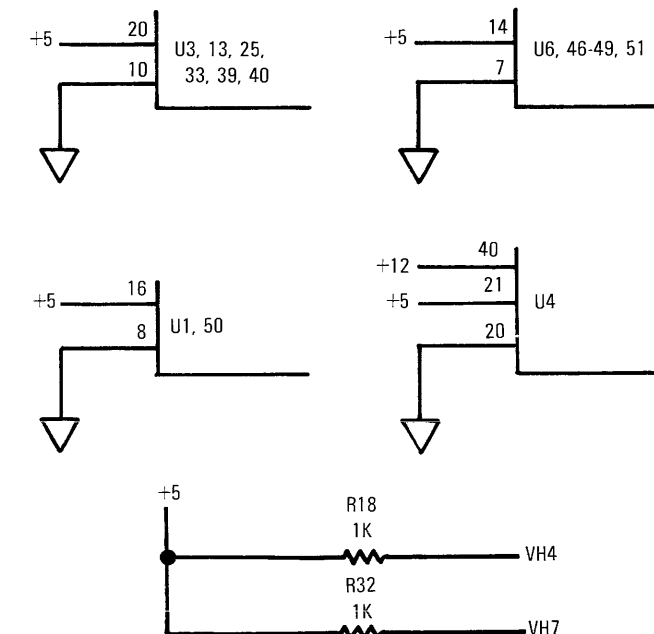 +5 20
10
U3, 13, 25,
33, 39, 40
+5 14
7
U6, 46-49, 51
+5 16
8
U1, 50
+12 40
+5 21
20
U4
+5
R18
1K
VH4
R32
1K
VH7